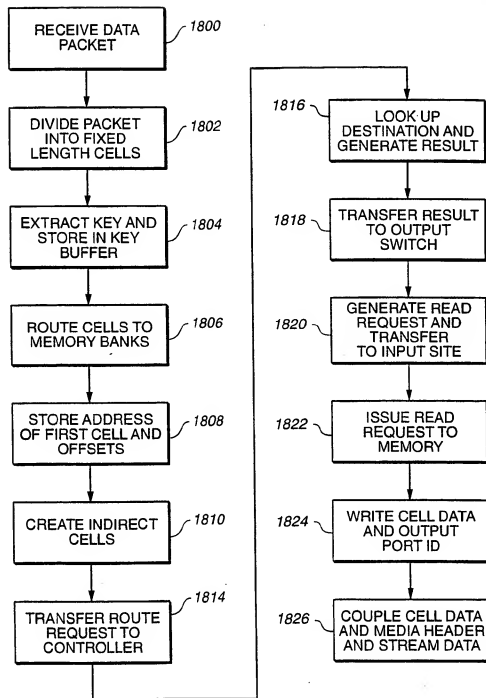 RECEIVE DATA
PACKET
1800
DIVIDE PACKET
INTO FIXED
LENGTH CELLS
1802
EXTRACT KEY AND
STORE IN KEY
BUFFER
1804
ROUTE CELLS TO
MEMORY BANKS
1806
STORE ADDRESS
OF FIRST CELL AND
OFFSETS
1808
CREATE INDIRECT
CELLS
1810
TRANSFER ROUTE
REQUEST TO
CONTROLLER
1814
1816
LOOK UP
DESTINATION AND
GENERATE RESULT
1818
TRANSFER RESULT
TO OUTPUT
SWITCH
1820
GENERATE READ
REQUEST AND
TRANSFER
TO INPUT SITE
1822
ISSUE READ
REQUEST TO
MEMORY
1824
WRITE CELL DATA
AND OUTPUT
PORT ID
1826
COUPLE CELL DATA
AND MEDIA HEADER
AND STREAM DATA